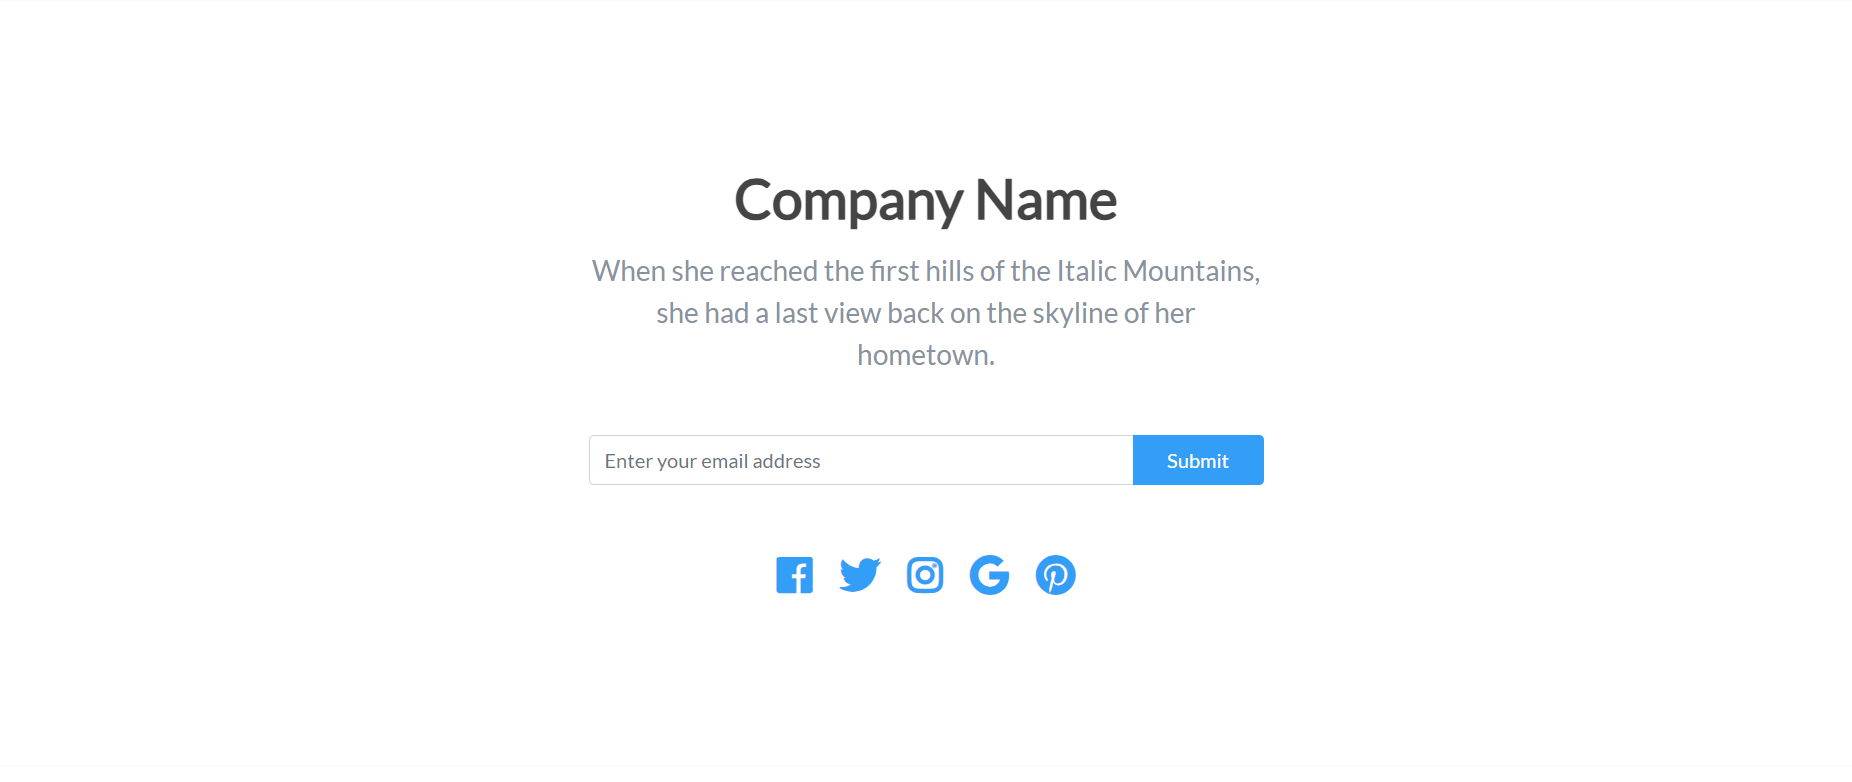 Company Name
When she reached the first hills of the Italic Mountains,
she had a last view back on the skyline of her
hometown.
Enter your email address
Submit